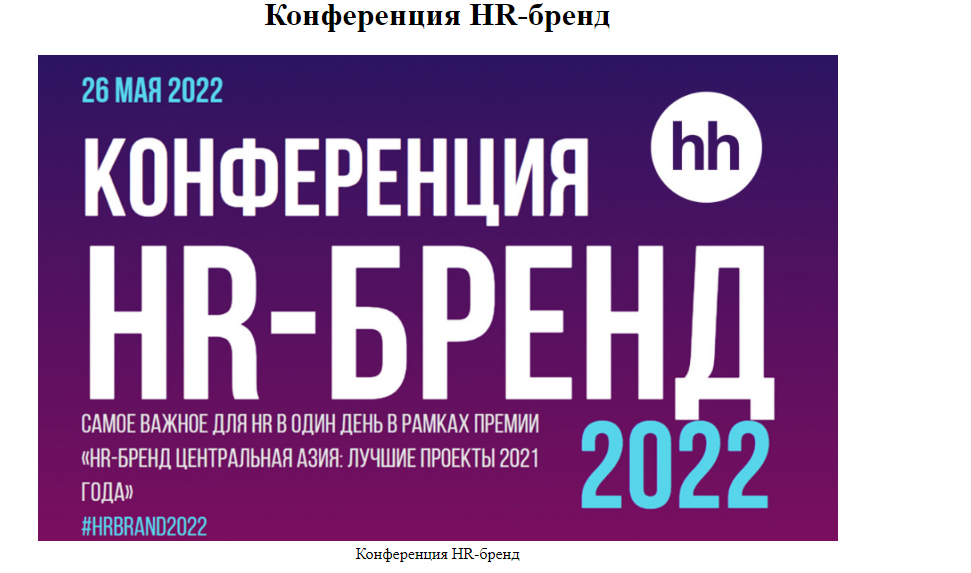 Конференция HR-бренд
26 МАЯ 2022
hh
КОНФЕРЕНЦИЯ
HR-БРЕНД
САМОЕ ВАЖНОЕ ДЛЯ HR В ОДИН ДЕНЬ В РАМКАХ ПРЕМИИ
«HR-БРЕНД ЦЕНТРАЛЬНАЯ АЗИЯ: ЛУЧШИЕ ПРОЕКТЫ 2021
ГОДА»
2022
#HRBRAND2022
Конференция HR-бренд